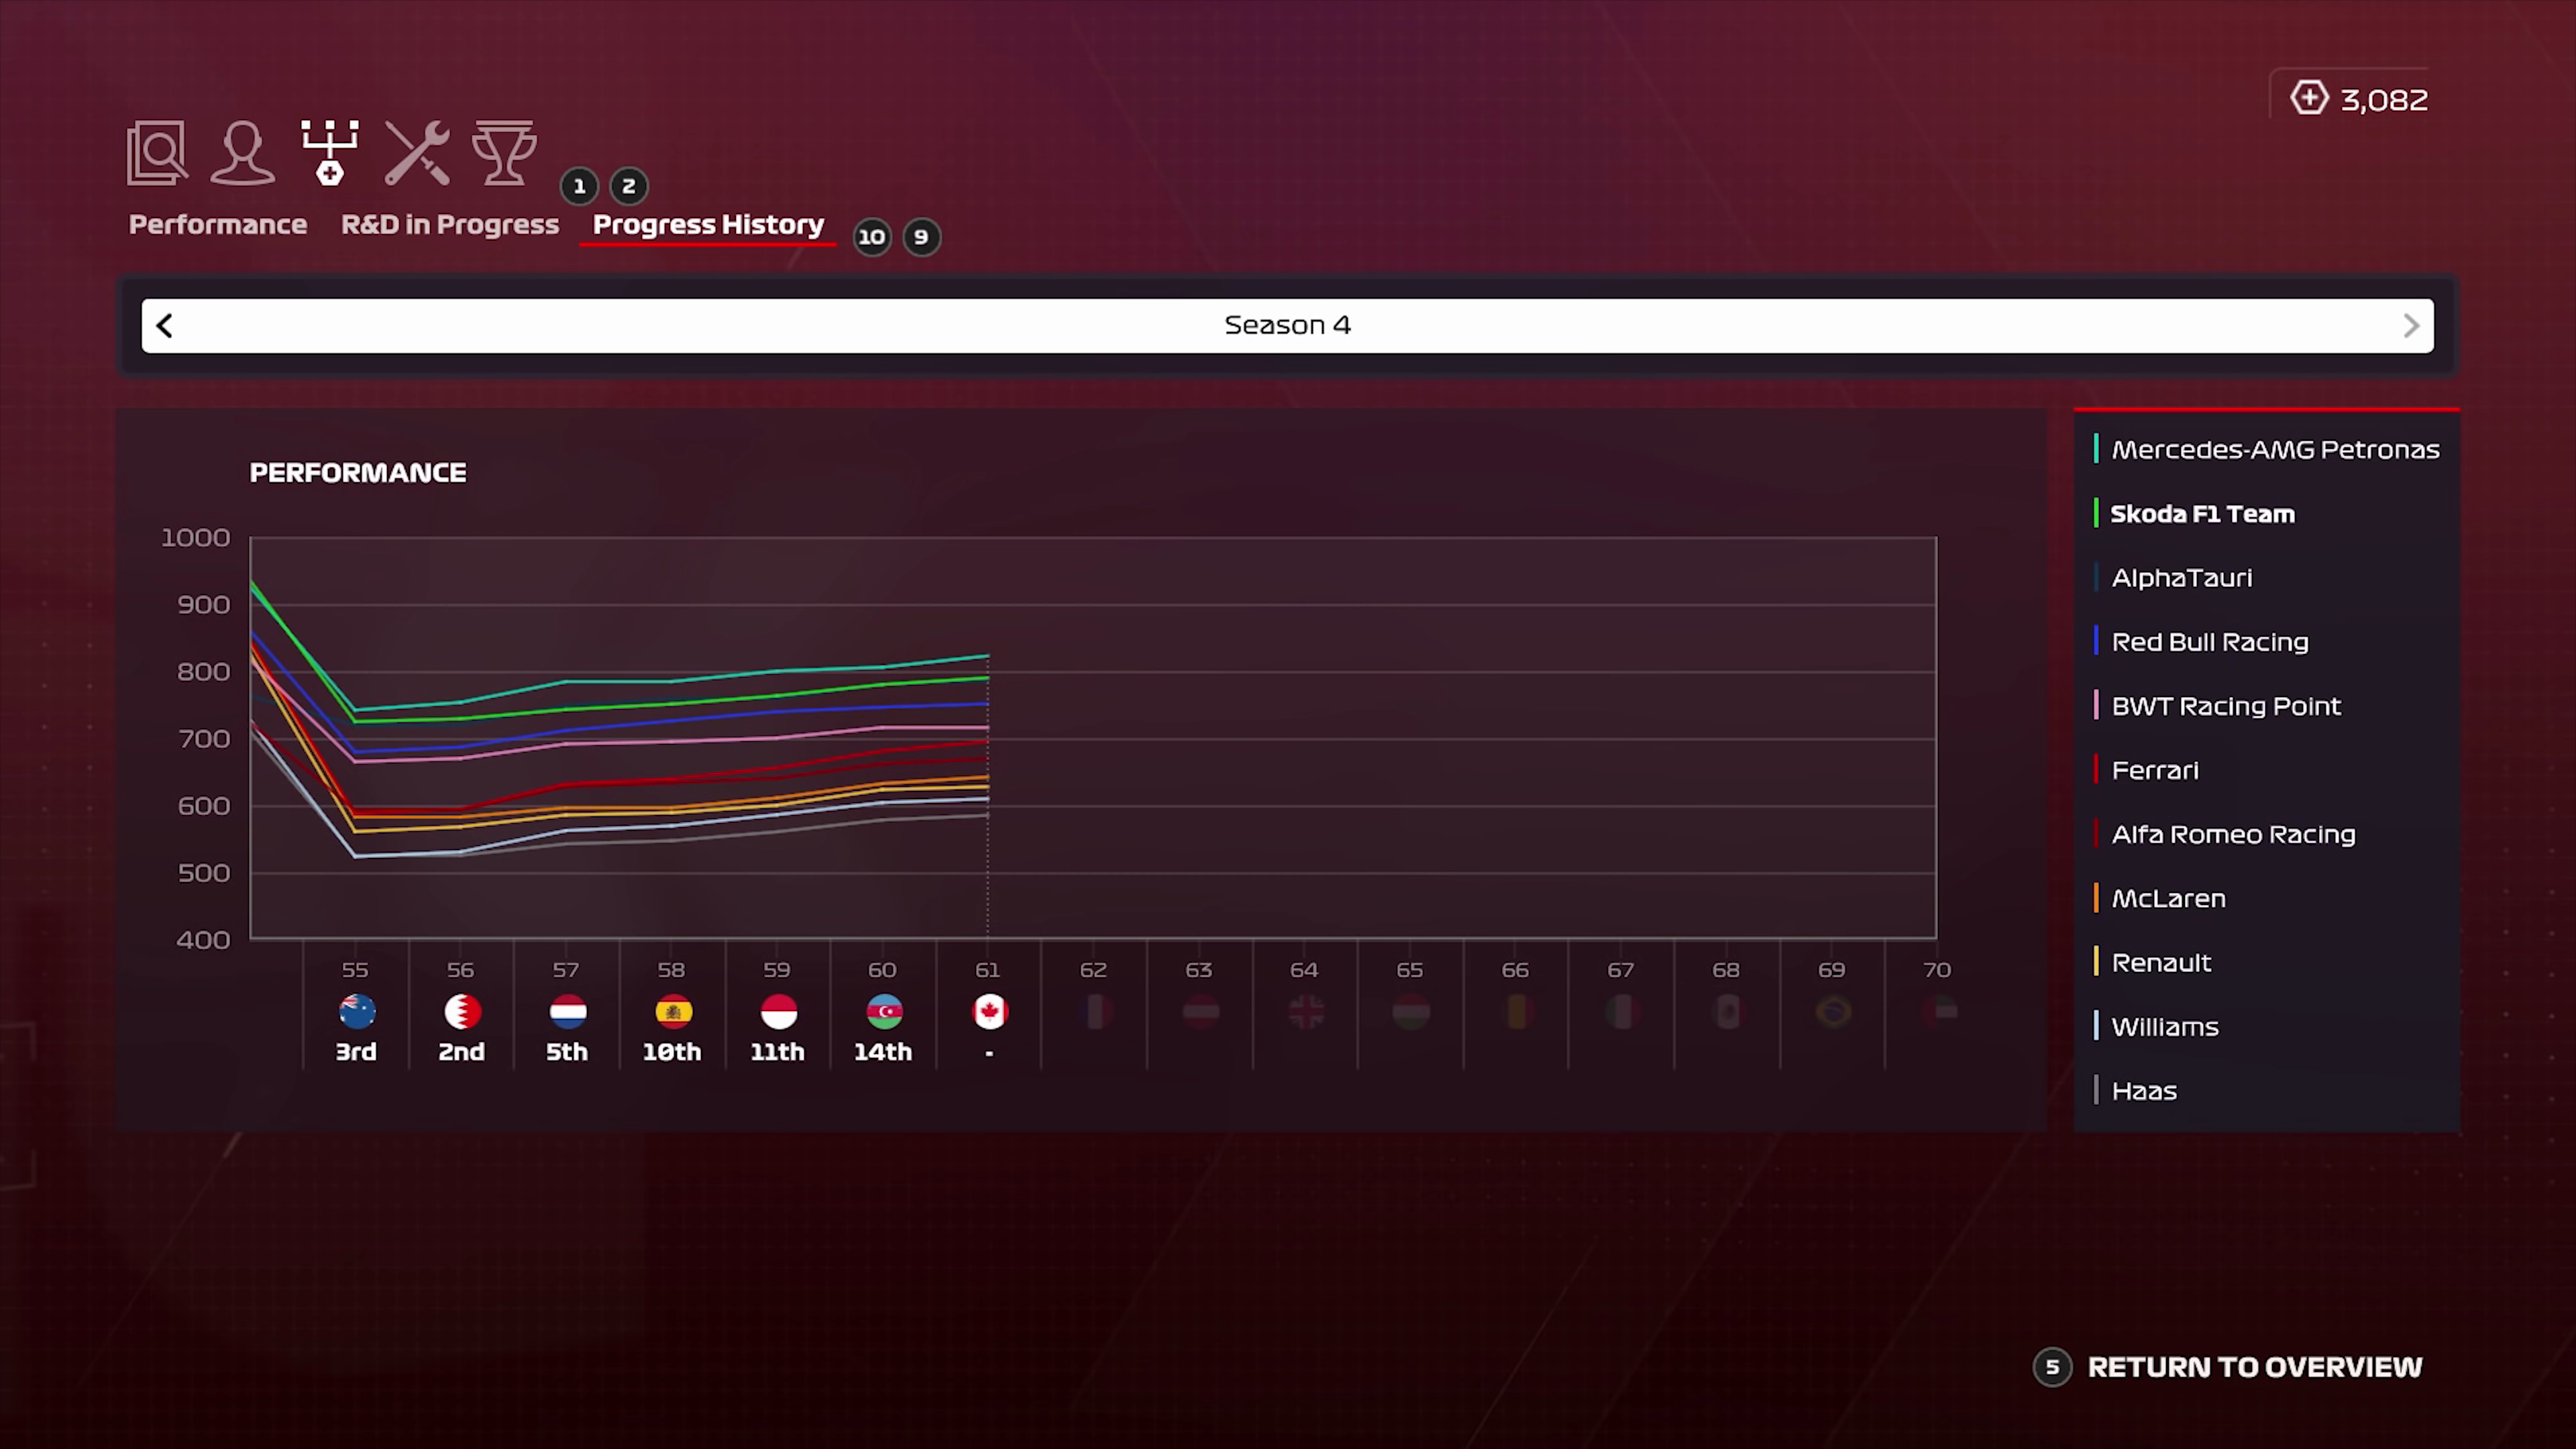 3,082
1 2
Performance R&D in Progress Progress History 10 9
Season 4
PERFORMANCE
1000
900
800
700
600
500
400
55 56 57 58 59 60 61 62 63 64 65 66 67 68 69 70
3rd 2nd 5th 10th 11th 14th -
Mercedes-AMG Petronas
Skoda F1 Team
AlphaTauri
Red Bull Racing
BWT Racing Point
Ferrari
Alfa Romeo Racing
McLaren
Renault
Williams
Haas
5 RETURN TO OVERVIEW